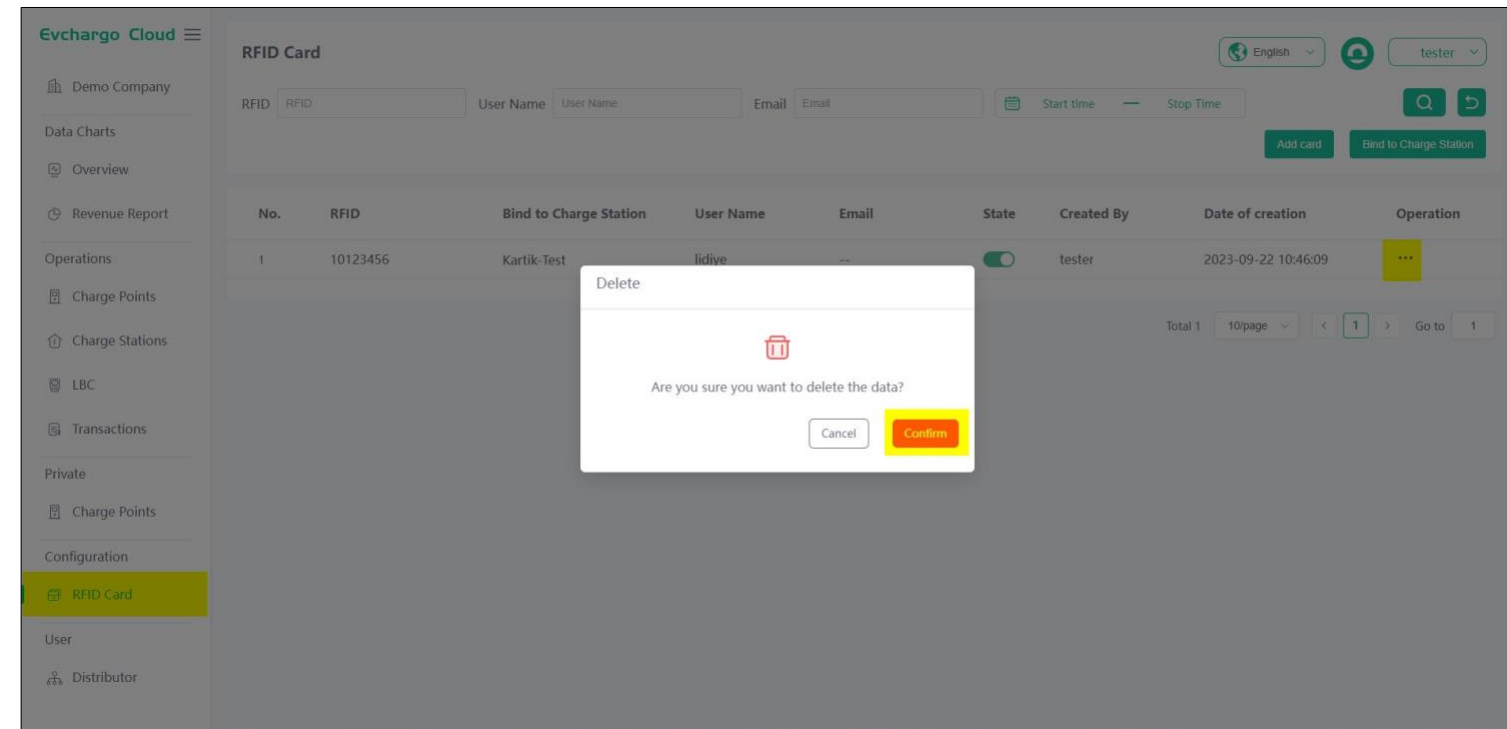 Evchargo Cloud
Demo Company
Data Charts
Overview
Revenue Report
Operations
Charge Points
Charge Stations
LBC
Transactions
Private
Charge Points
Configuration
RFID Card
User
Distributor
RFID Card
English
tester
RFID RFID User Name User Name Email Email Start time — Stop Time
Add card Bind to Charge Station
No. RFID Bind to Charge Station User Name Email State Created By Date of creation Operation
1 10123456 Kartik-Test lidiye -- tester 2023-09-22 10:46:09 ...
Total 1 10/page < 1 > Go to 1
Delete
Are you sure you want to delete the data?
Cancel Confirm